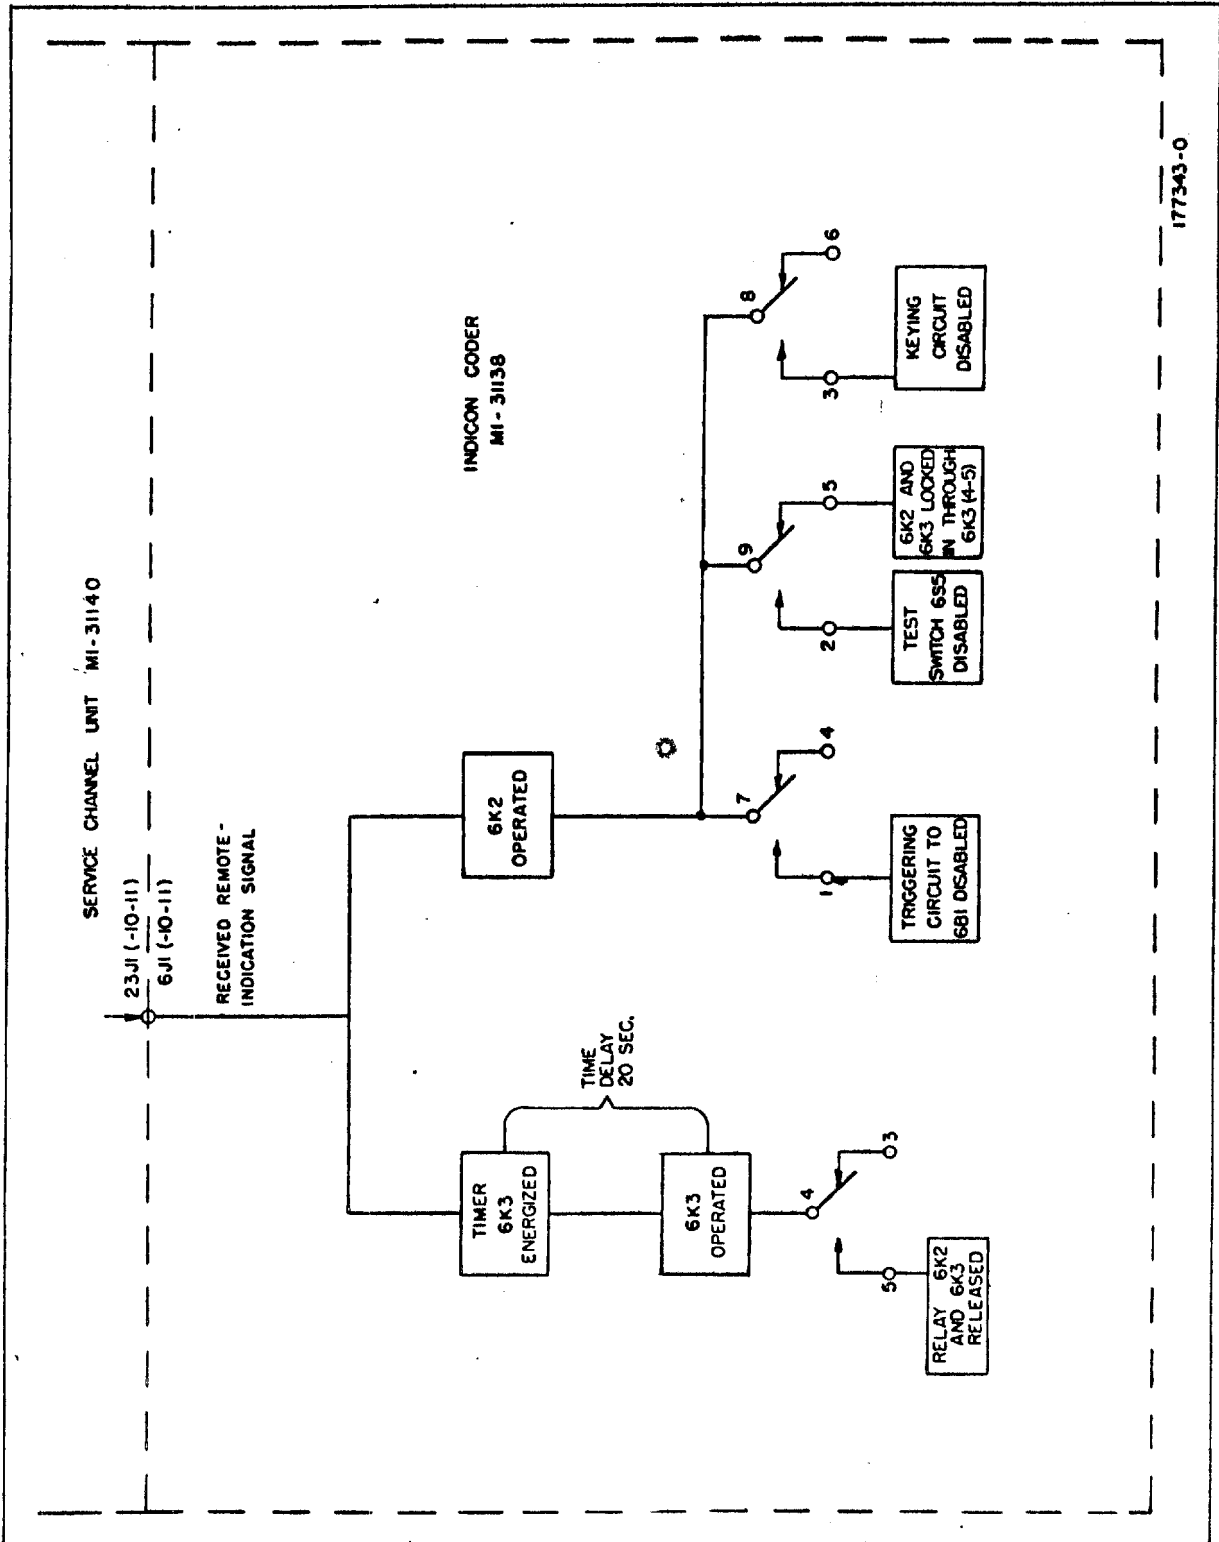 SERVICE CHANNEL UNIT MI-31140
23J1 (-10-11)
6J1 (-10-11)
RECEIVED REMOTE-
INDICATION SIGNAL
INDICON CODER
MI-31138
TIMER
6K3
ENERGIZED
TIME
DELAY
20 SEC.
6K3
OPERATED
6K2
OPERATED
4
3
5
7
4
1
9
5
2
8
6
3
RELAY 6K2
AND 6K3
RELEASED
TRIGGERING
CIRCUIT TO
6B1 DISABLED
TEST
SWITCH 6S5
DISABLED
6K2 AND
6K3 LOCKED
IN THROUGH
6K3 (4-5)
KEYING
CIRCUIT
DISABLED
177343-0